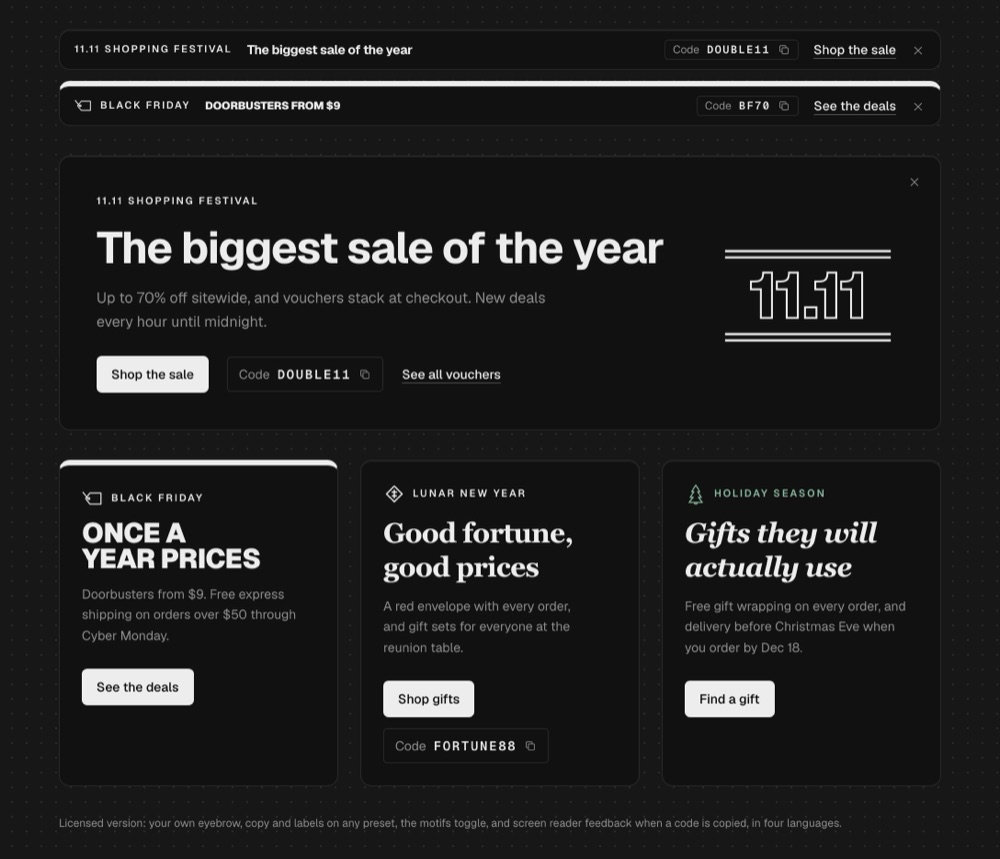 11.11 SHOPPING FESTIVAL The biggest sale of the year Code DOUBLE11 Shop the sale
BLACK FRIDAY DOORBUSTERS FROM $9 Code BF70 See the deals
11.11 SHOPPING FESTIVAL
The biggest sale of the year
Up to 70% off sitewide, and vouchers stack at checkout. New deals
every hour until midnight.
Shop the sale Code DOUBLE11 See all vouchers
11.11
BLACK FRIDAY
ONCE A
YEAR PRICES
Doorbusters from $9. Free express
shipping on orders over $50 through
Cyber Monday.
See the deals
LUNAR NEW YEAR
Good fortune,
good prices
A red envelope with every order,
and gift sets for everyone at the
reunion table.
Shop gifts
Code FORTUNE88
HOLIDAY SEASON
Gifts they will
actually use
Free gift wrapping on every order, and
delivery before Christmas Eve when
you order by Dec 18.
Find a gift
Licensed version: your own eyebrow, copy and labels on any preset, the motifs toggle, and screen reader feedback when a code is copied, in four languages.